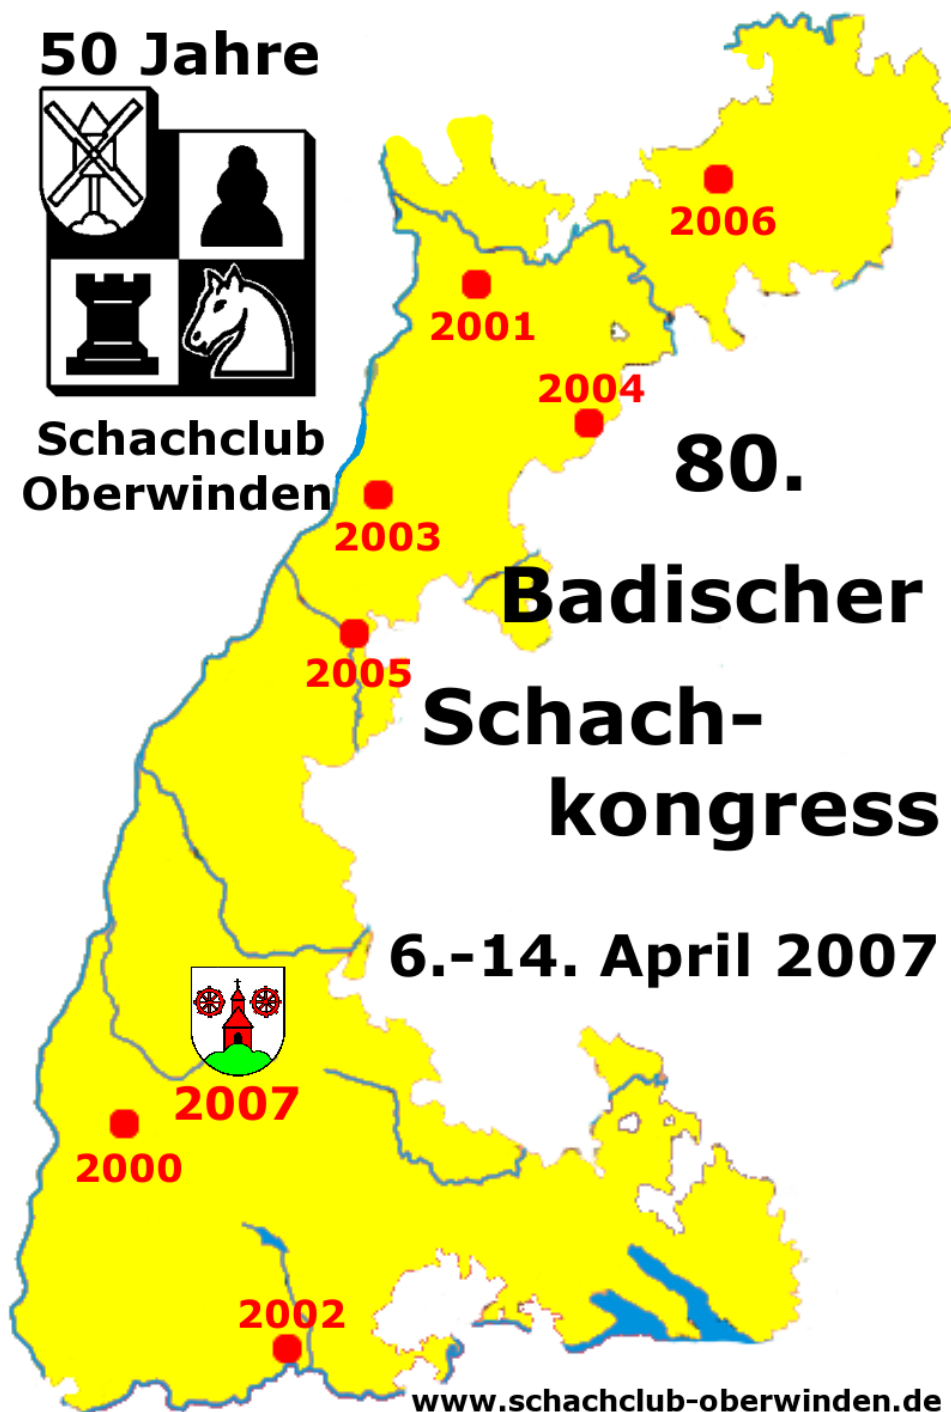 50 Jahre
Schachclub
Oberwinden
2006
2001
2004
80.
2003
Badischer
2005
Schach-
kongress
6.-14. April 2007
2007
2000
2002
www.schachclub-oberwinden.de